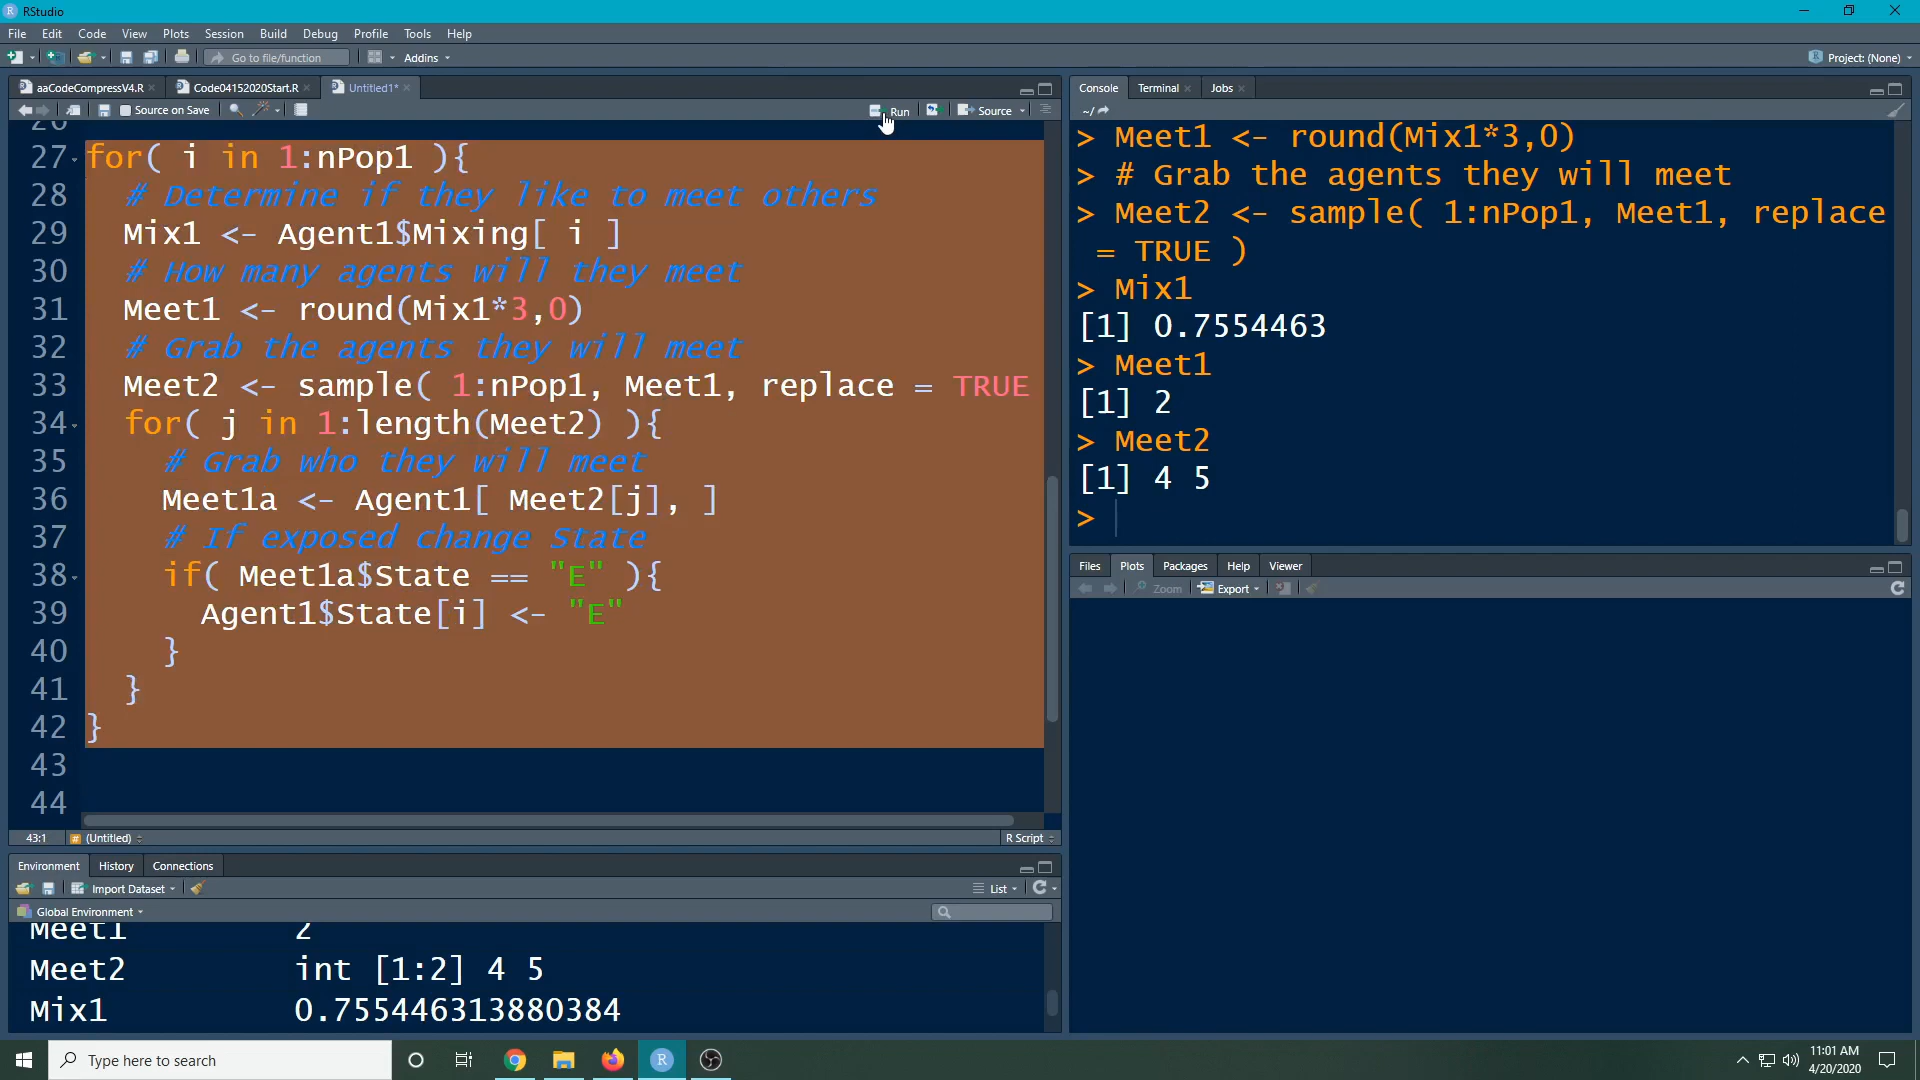 RStudio
File Edit Code View Plots Session Build Debug Profile Tools Help
Go to file/function Addins Project: (None)
aaCodeCompressV4.R Code04152020Start.R Untitled1*
Source on Save Run Source
27 for( i in 1:nPop1 ){
28 # Determine if they like to meet others
29 Mix1 <- Agent1$Mixing[ i ]
30 # How many agents will they meet
31 Meet1 <- round(Mix1*3,0)
32 # Grab the agents they will meet
33 Meet2 <- sample( 1:nPop1, Meet1, replace = TRUE
34 for( j in 1:length(Meet2) ){
35 # Grab who they will meet
36 Meet1a <- Agent1[ Meet2[j], ]
37 # If exposed change State
38 if( Meet1a$State == "E" ){
39 Agent1$State[i] <- "E"
40 }
41 }
42 }
43
44
43:1 # (Untitled) R Script
Environment History Connections
Import Dataset List
Global Environment
Meet1 2
Meet2 int [1:2] 4 5
Mix1 0.755446313880384
Console Terminal Jobs
~/
> Meet1 <- round(Mix1*3,0)
> # Grab the agents they will meet
> Meet2 <- sample( 1:nPop1, Meet1, replace
= TRUE )
> Mix1
[1] 0.7554463
> Meet1
[1] 2
> Meet2
[1] 4 5
>
Files Plots Packages Help Viewer
Zoom Export
Type here to search
11:01 AM
4/20/2020